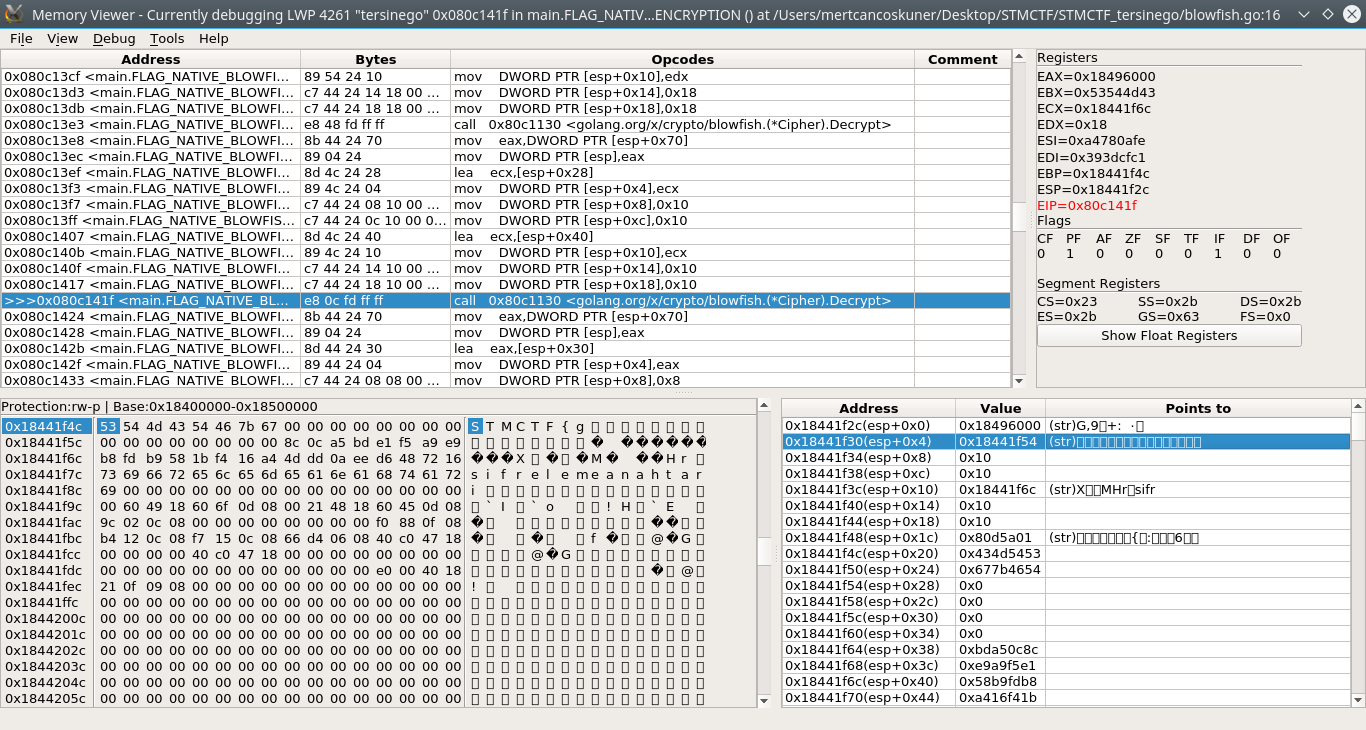 Memory Viewer - Currently debugging LWP 4261 "tersinego" 0x080c141f in main.FLAG_NATIV...ENCRYPTION () at /Users/mertcancoskuner/Desktop/STMCTF/STMCTF_tersinego/blowfish.go:16
File View Debug Tools Help
Address Bytes Opcodes Comment
0x080c13cf <main.FLAG_NATIVE_BLOWFI... 89 54 24 10 mov DWORD PTR [esp+0x10],edx
0x080c13d3 <main.FLAG_NATIVE_BLOWFI... c7 44 24 14 18 00 ... mov DWORD PTR [esp+0x14],0x18
0x080c13db <main.FLAG_NATIVE_BLOWFI... c7 44 24 18 18 00 ... mov DWORD PTR [esp+0x18],0x18
0x080c13e3 <main.FLAG_NATIVE_BLOWFI... e8 48 fd ff ff call 0x80c1130 <golang.org/x/crypto/blowfish.(*Cipher).Decrypt>
0x080c13e8 <main.FLAG_NATIVE_BLOWFI... 8b 44 24 70 mov eax,DWORD PTR [esp+0x70]
0x080c13ec <main.FLAG_NATIVE_BLOWFI... 89 04 24 mov DWORD PTR [esp],eax
0x080c13ef <main.FLAG_NATIVE_BLOWFI... 8d 4c 24 28 lea ecx,[esp+0x28]
0x080c13f3 <main.FLAG_NATIVE_BLOWFI... 89 4c 24 04 mov DWORD PTR [esp+0x4],ecx
0x080c13f7 <main.FLAG_NATIVE_BLOWFI... c7 44 24 08 10 00 ... mov DWORD PTR [esp+0x8],0x10
0x080c13ff <main.FLAG_NATIVE_BLOWFIS... c7 44 24 0c 10 00 0... mov DWORD PTR [esp+0xc],0x10
0x080c1407 <main.FLAG_NATIVE_BLOWFI... 8d 4c 24 40 lea ecx,[esp+0x40]
0x080c140b <main.FLAG_NATIVE_BLOWFI... 89 4c 24 10 mov DWORD PTR [esp+0x10],ecx
0x080c140f <main.FLAG_NATIVE_BLOWFI... c7 44 24 14 10 00 ... mov DWORD PTR [esp+0x14],0x10
0x080c1417 <main.FLAG_NATIVE_BLOWFI... c7 44 24 18 10 00 ... mov DWORD PTR [esp+0x18],0x10
>>>0x080c141f <main.FLAG_NATIVE_BL... e8 0c fd ff ff call 0x80c1130 <golang.org/x/crypto/blowfish.(*Cipher).Decrypt>
0x080c1424 <main.FLAG_NATIVE_BLOWFI... 8b 44 24 70 mov eax,DWORD PTR [esp+0x70]
0x080c1428 <main.FLAG_NATIVE_BLOWFI... 89 04 24 mov DWORD PTR [esp],eax
0x080c142b <main.FLAG_NATIVE_BLOWFI... 8d 44 24 30 lea eax,[esp+0x30]
0x080c142f <main.FLAG_NATIVE_BLOWFI... 89 44 24 04 mov DWORD PTR [esp+0x4],eax
0x080c1433 <main.FLAG_NATIVE_BLOWFI... c7 44 24 08 08 00 ... mov DWORD PTR [esp+0x8],0x8
Registers
EAX=0x18496000
EBX=0x53544d43
ECX=0x18441f6c
EDX=0x18
ESI=0xa4780afe
EDI=0x393dcfc1
EBP=0x18441f4c
ESP=0x18441f2c
EIP=0x80c141f
Flags
CF PF AF ZF SF TF IF DF OF
0 1 0 0 0 0 1 0 0
Segment Registers
CS=0x23 SS=0x2b DS=0x2b
ES=0x2b GS=0x63 FS=0x0
Show Float Registers
Protection:rw-p | Base:0x18400000-0x18500000
0x18441f4c 53 54 4d 43 54 46 7b 67 00 00 00 00 00 00 00 00 S T M C T F { g
0x18441f5c 00 00 00 00 00 00 00 00 8c 0c a5 bd e1 f5 a9 e9
0x18441f6c b8 fd b9 58 1b f4 16 a4 4d dd 0a ee d6 48 72 16 X M H r
0x18441f7c 73 69 66 72 65 6c 65 6d 65 61 6e 61 68 74 61 72 s i f r e l e m e a n a h t a r
0x18441f8c 69 00 00 00 00 00 00 00 00 00 00 00 00 00 00 00 i
0x18441f9c 00 60 49 18 60 6f 0d 08 00 21 48 18 60 45 0d 08 ` I ` o ! H ` E
0x18441fac 9c 02 0c 08 00 00 00 00 00 00 00 00 f0 88 0f 08
0x18441fbc b4 12 0c 08 f7 15 0c 08 66 d4 06 08 40 c0 47 18 f @ G
0x18441fcc 00 00 00 00 40 c0 47 18 00 00 00 00 00 00 00 00 @ G
0x18441fdc 00 00 00 00 00 00 00 00 00 00 00 00 e0 00 40 18 @
0x18441fec 21 0f 09 08 00 00 00 00 00 00 00 00 00 00 00 00 !
0x18441ffc 00 00 00 00 00 00 00 00 00 00 00 00 00 00 00 00
0x1844200c 00 00 00 00 00 00 00 00 00 00 00 00 00 00 00 00
0x1844201c 00 00 00 00 00 00 00 00 00 00 00 00 00 00 00 00
0x1844202c 00 00 00 00 00 00 00 00 00 00 00 00 00 00 00 00
0x1844203c 00 00 00 00 00 00 00 00 00 00 00 00 00 00 00 00
0x1844204c 00 00 00 00 00 00 00 00 00 00 00 00 00 00 00 00
0x1844205c 00 00 00 00 00 00 00 00 00 00 00 00 00 00 00 00
Address Value Points to
0x18441f2c(esp+0x0) 0x18496000 (str)G,9 +:
0x18441f30(esp+0x4) 0x18441f54 (str)
0x18441f34(esp+0x8) 0x10
0x18441f38(esp+0xc) 0x10
0x18441f3c(esp+0x10) 0x18441f6c (str)X MHr sifr
0x18441f40(esp+0x14) 0x10
0x18441f44(esp+0x18) 0x10
0x18441f48(esp+0x1c) 0x80d5a01 (str) { : 6
0x18441f4c(esp+0x20) 0x434d5453
0x18441f50(esp+0x24) 0x677b4654
0x18441f54(esp+0x28) 0x0
0x18441f58(esp+0x2c) 0x0
0x18441f5c(esp+0x30) 0x0
0x18441f60(esp+0x34) 0x0
0x18441f64(esp+0x38) 0xbda50c8c
0x18441f68(esp+0x3c) 0xe9a9f5e1
0x18441f6c(esp+0x40) 0x58b9fdb8
0x18441f70(esp+0x44) 0xa416f41b